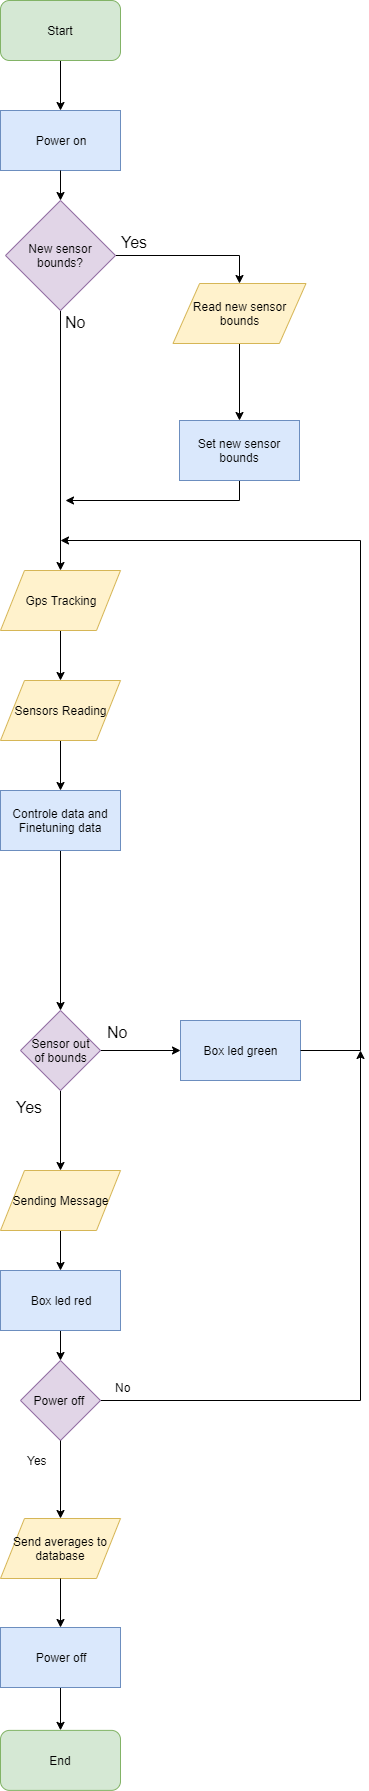 Start
Power on
New sensor
bounds?
Yes
No
Read new sensor
bounds
Set new sensor
bounds
Gps Tracking
Sensors Reading
Controle data and
Finetuning data
Sensor out
of bounds
No
Yes
Box led green
Sending Message
Box led red
Power off
No
Yes
Send averages to
database
Power off
End